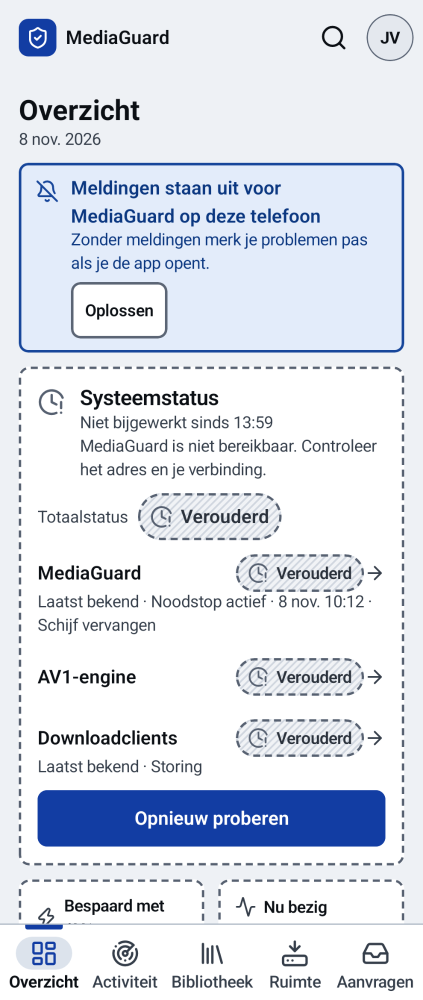 MediaGuard
JV
Overzicht
8 nov. 2026
Meldingen staan uit voor
MediaGuard op deze telefoon
Zonder meldingen merk je problemen pas
als je de app opent.
Oplossen
Systeemstatus
Niet bijgewerkt sinds 13:59
MediaGuard is niet bereikbaar. Controleer
het adres en je verbinding.
Totaalstatus
Verouderd
MediaGuard
Verouderd
Laatst bekend · Noodstop actief · 8 nov. 10:12 ·
Schijf vervangen
AV1-engine
Verouderd
Downloadclients
Verouderd
Laatst bekend · Storing
Opnieuw proberen
Bespaard met
Nu bezig
Overzicht
Activiteit
Bibliotheek
Ruimte
Aanvragen